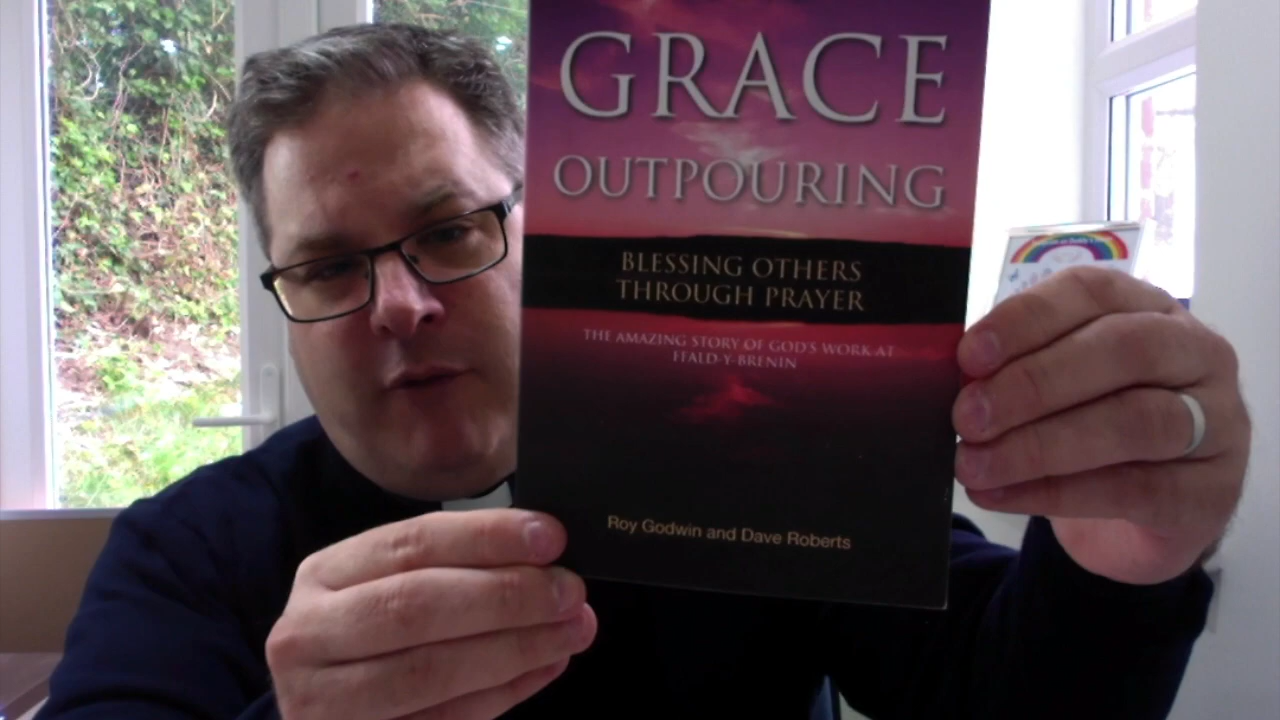 GRACE
OUTPOURING
BLESSING OTHERS
THROUGH PRAYER
THE AMAZING STORY OF GOD'S WORK AT
FFALD-Y-BRENIN
Roy Godwin and Dave Roberts